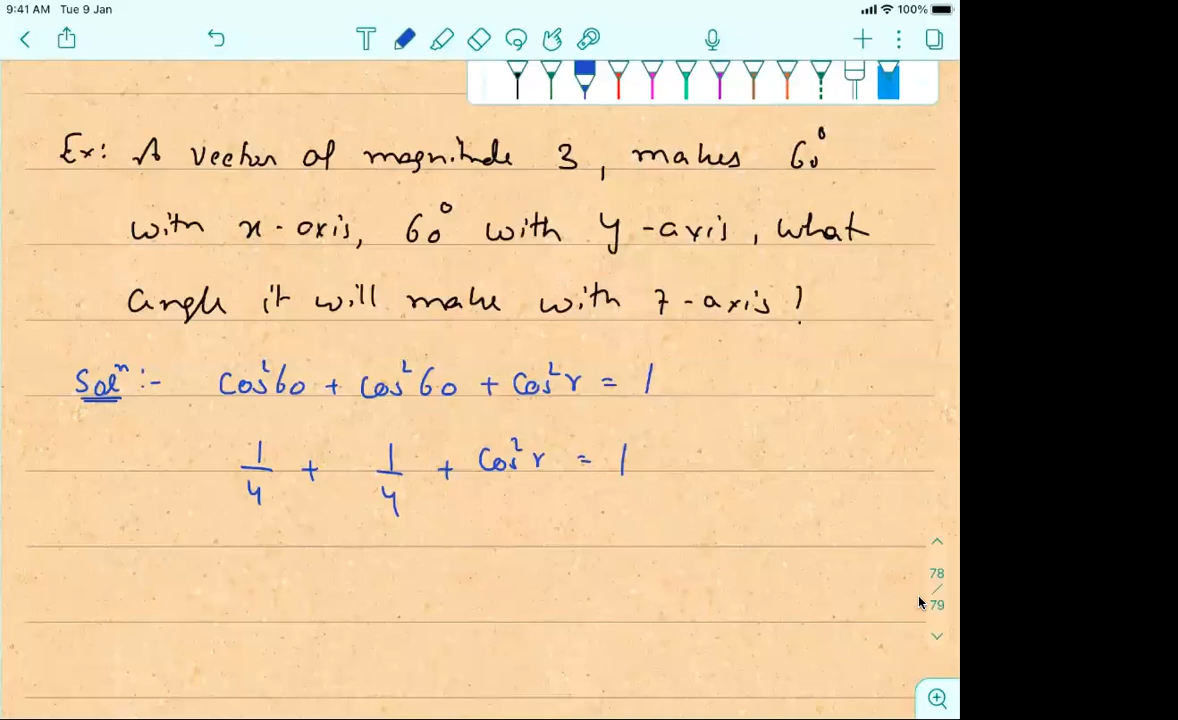 9:41 AM Tue 9 Jan
100%
Ex: A vector of magnitude 3, makes 60°
with x-axis, 60° with y-axis, what
angle it will make with z-axis?
Solⁿ:- Cos²60 + Cos²60 + Cos²r = 1
1/4 + 1/4 + Cos²r = 1
78
/
79